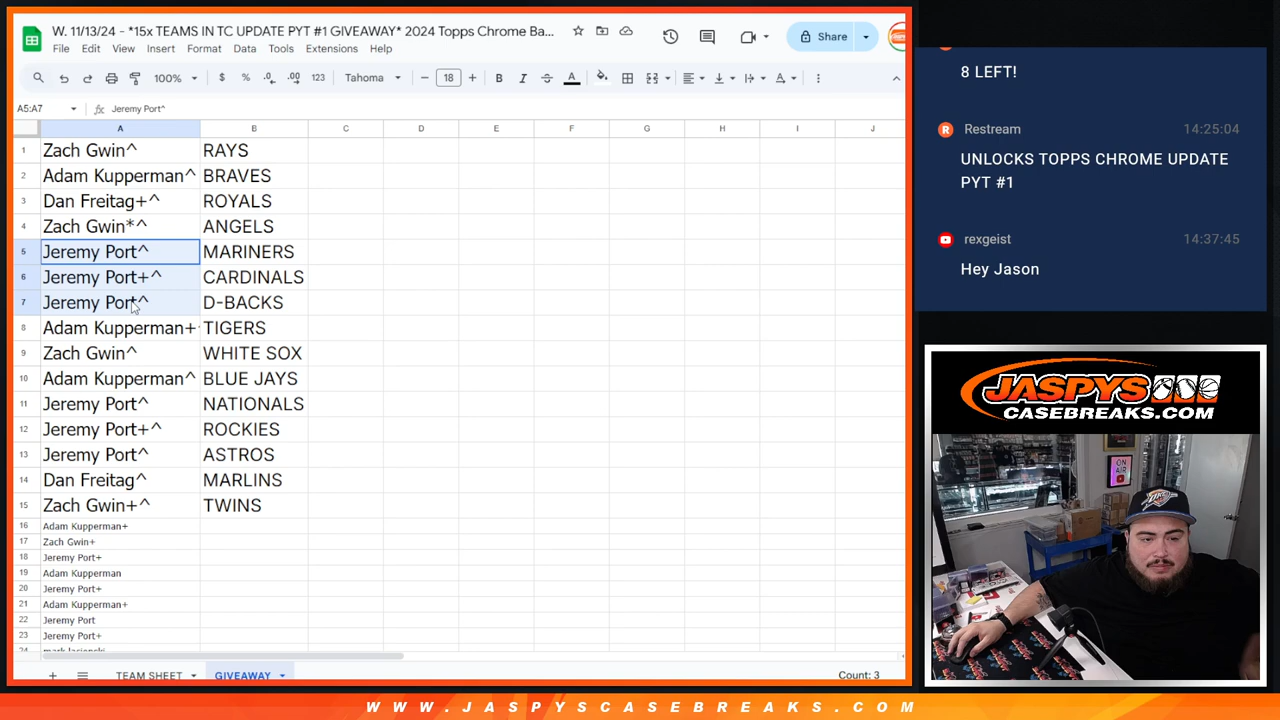 W. 11/13/24 - *15x TEAMS IN TC UPDATE PYT #1 GIVEAWAY* 2024 Topps Chrome Ba...
File Edit View Insert Format Data Tools Extensions Help
Share
100% $ % .0 .00 123 Tahoma − 18 + B I A
A5:A7 fx Jeremy Port^
A B C D E F G H I J
1 Zach Gwin^ RAYS
2 Adam Kupperman^ BRAVES
3 Dan Freitag+^ ROYALS
4 Zach Gwin*^ ANGELS
5 Jeremy Port^ MARINERS
6 Jeremy Port+^ CARDINALS
7 Jeremy Port^ D-BACKS
8 Adam Kupperman+ TIGERS
9 Zach Gwin^ WHITE SOX
10 Adam Kupperman^ BLUE JAYS
11 Jeremy Port^ NATIONALS
12 Jeremy Port+^ ROCKIES
13 Jeremy Port^ ASTROS
14 Dan Freitag^ MARLINS
15 Zach Gwin+^ TWINS
16 Adam Kupperman+
17 Zach Gwin+
18 Jeremy Port+
19 Adam Kupperman
20 Jeremy Port+
21 Adam Kupperman+
22 Jeremy Port
23 Jeremy Port+
+ TEAM SHEET GIVEAWAY Count: 3
8 LEFT!
Restream 14:25:04
UNLOCKS TOPPS CHROME UPDATE
PYT #1
rexgeist 14:37:45
Hey Jason
JASPYS
CASEBREAKS.COM
ON
AIR
WWW.JASPYSCASEBREAKS.COM